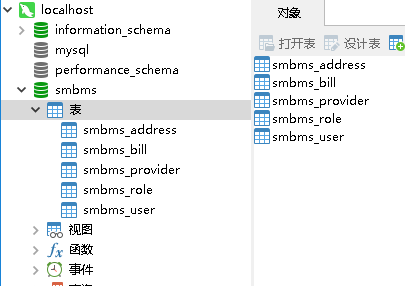 localhost
information_schema
mysql
performance_schema
smbms
表
smbms_address
smbms_bill
smbms_provider
smbms_role
smbms_user
视图
fx 函数
事件
对象
打开表 设计表
smbms_address
smbms_bill
smbms_provider
smbms_role
smbms_user